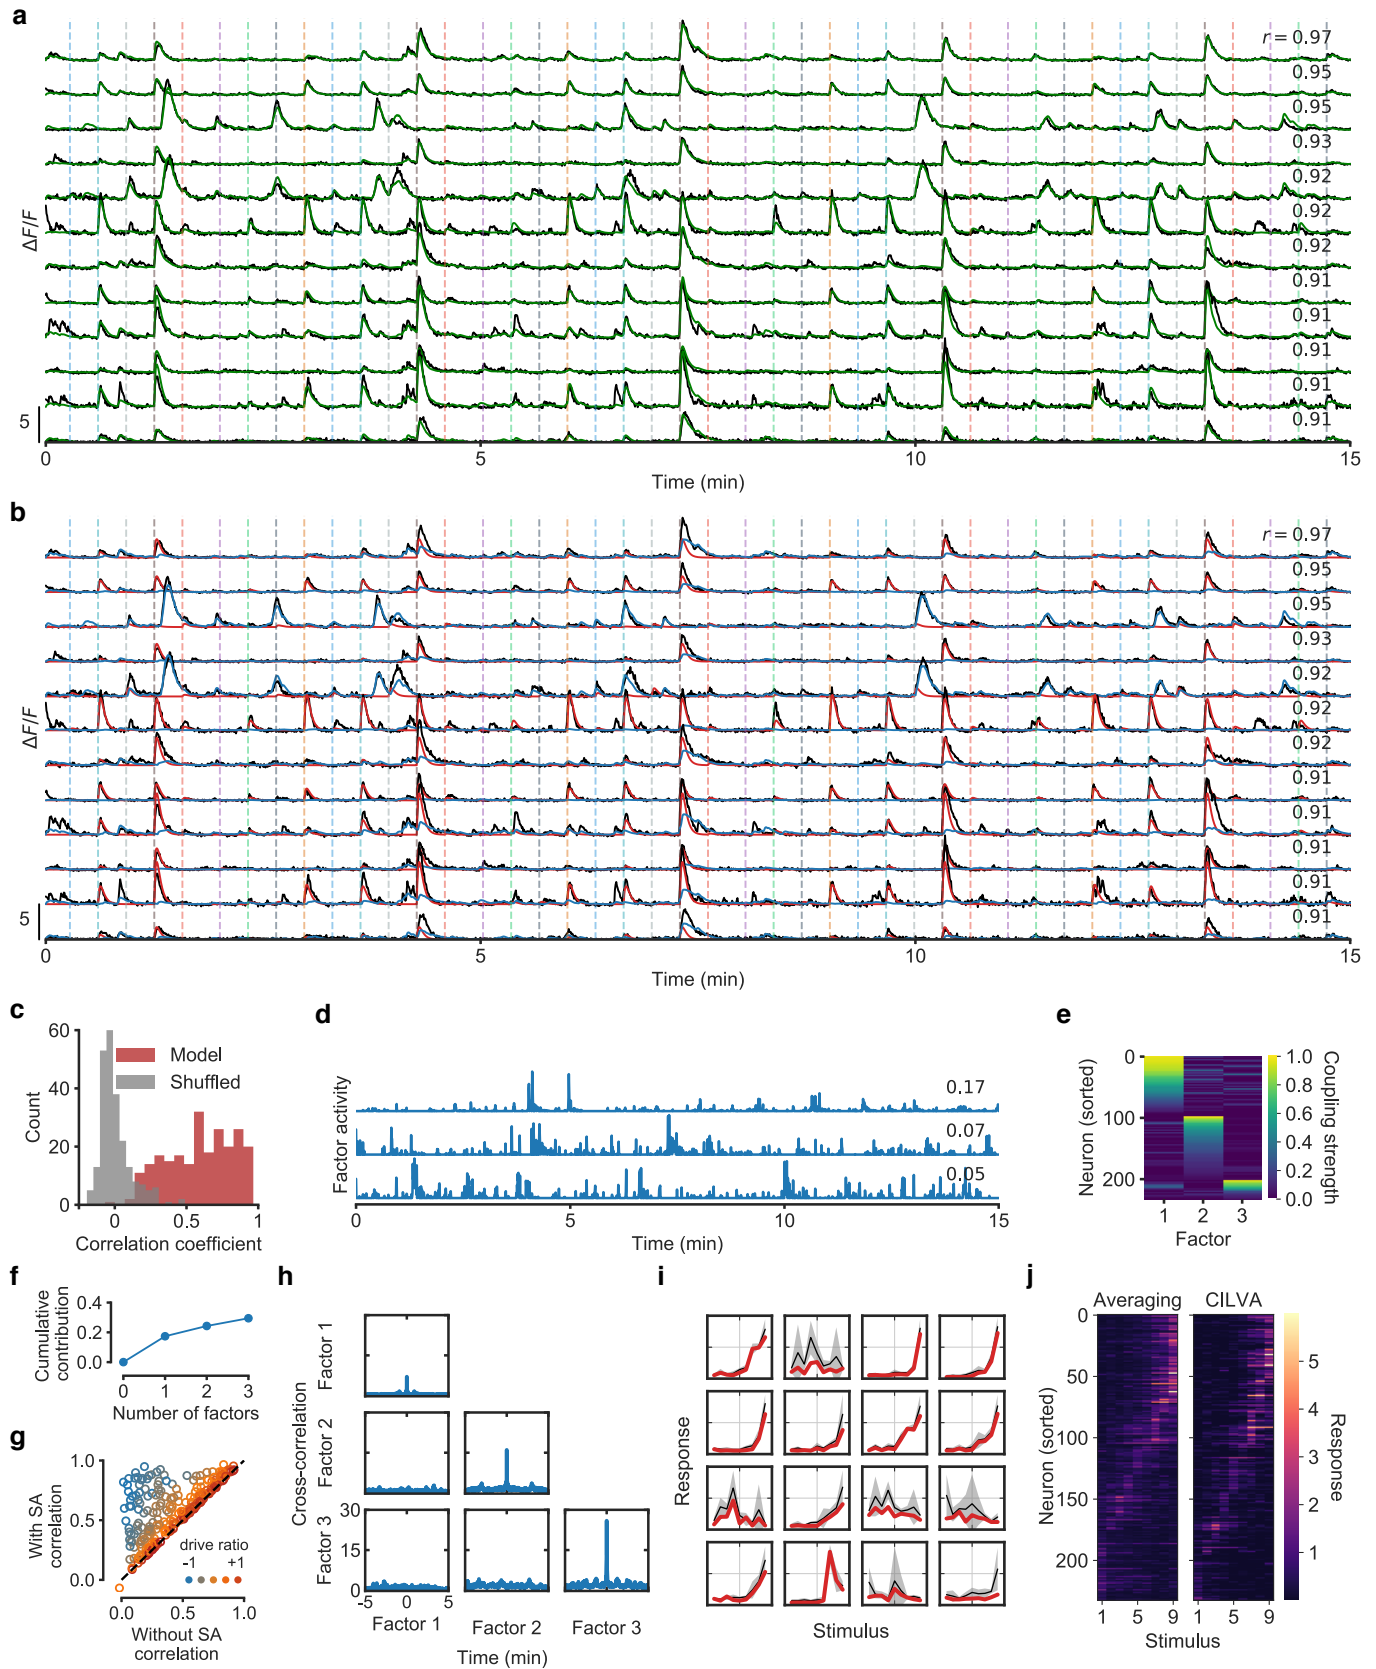 a
r = 0.97
0.95
0.95
0.93
0.92
0.92
0.92
0.91
0.91
0.91
0.91
0.91
ΔF/F
5
0 5 10 15
Time (min)
b
r = 0.97
0.95
0.95
0.93
0.92
0.92
0.92
0.91
0.91
0.91
0.91
0.91
ΔF/F
5
0 5 10 15
Time (min)
c
60
40
20
0
Count
Model
Shuffled
0 0.5 1
Correlation coefficient
d
Factor activity
0.17
0.07
0.05
0 5 10 15
Time (min)
e
Neuron (sorted)
0
100
200
1 2 3
Factor
1.0
0.8
0.6
0.4
0.2
0.0
Coupling strength
f
Cumulative
contribution
0.4
0.2
0.0
0 1 2 3
Number of factors
g
With SA
correlation
1.0
0.5
0.0
drive ratio
-1 +1
0.0 0.5 1.0
Without SA
correlation
h
Cross-correlation
Factor 1
Factor 2
Factor 3
30
15
0
-5 0 5
Factor 1 Factor 2 Factor 3
Time (min)
i
Response
Stimulus
j
Averaging CILVA
Neuron (sorted)
0
50
100
150
200
1 5 9 1 5 9
Stimulus
5
4
3
2
1
Response